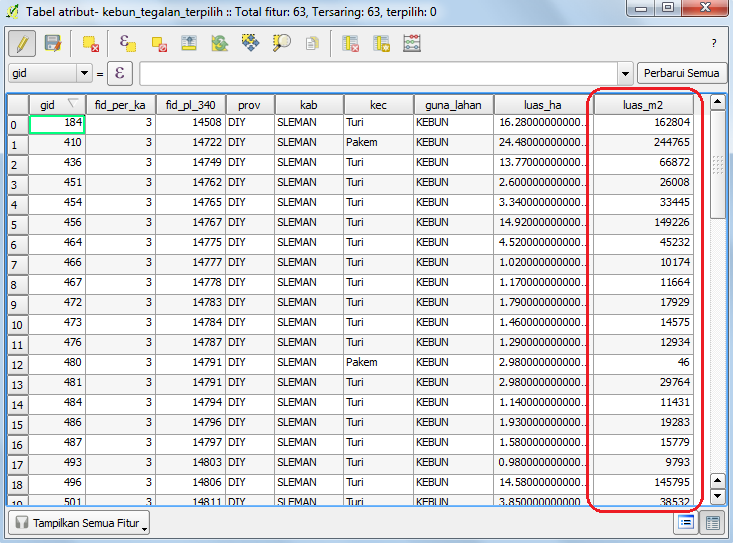 Tabel atribut- kebun_tegalan_terpilih :: Total fitur: 63, Tersaring: 63, terpilih: 0
?
gid = ε Perbarui Semua
gid fid_per_ka fid_pl_340 prov kab kec guna_lahan luas_ha luas_m2
0 184 3 14508 DIY SLEMAN Turi KEBUN 16.28000000000... 162804
1 410 3 14722 DIY SLEMAN Pakem KEBUN 24.48000000000... 244765
2 436 3 14749 DIY SLEMAN Turi KEBUN 13.77000000000... 66872
3 451 3 14762 DIY SLEMAN Turi KEBUN 2.600000000000... 26008
4 454 3 14765 DIY SLEMAN Turi KEBUN 3.340000000000... 33445
5 456 3 14767 DIY SLEMAN Turi KEBUN 14.92000000000... 149226
6 464 3 14775 DIY SLEMAN Turi KEBUN 4.520000000000... 45232
7 466 3 14777 DIY SLEMAN Turi KEBUN 1.020000000000... 10174
8 467 3 14778 DIY SLEMAN Turi KEBUN 1.170000000000... 11664
9 472 3 14783 DIY SLEMAN Turi KEBUN 1.790000000000... 17929
10 473 3 14784 DIY SLEMAN Turi KEBUN 1.460000000000... 14575
11 476 3 14787 DIY SLEMAN Turi KEBUN 1.290000000000... 12934
12 480 3 14791 DIY SLEMAN Pakem KEBUN 2.980000000000... 46
13 481 3 14791 DIY SLEMAN Turi KEBUN 2.980000000000... 29764
14 484 3 14794 DIY SLEMAN Turi KEBUN 1.140000000000... 11431
15 486 3 14796 DIY SLEMAN Turi KEBUN 1.930000000000... 19283
16 487 3 14797 DIY SLEMAN Turi KEBUN 1.580000000000... 15779
17 493 3 14803 DIY SLEMAN Turi KEBUN 0.980000000000... 9793
18 496 3 14806 DIY SLEMAN Turi KEBUN 14.58000000000... 145795
19 501 3 14811 DIY SLEMAN Turi KEBUN 3.850000000000... 38532
Tampilkan Semua Fitur